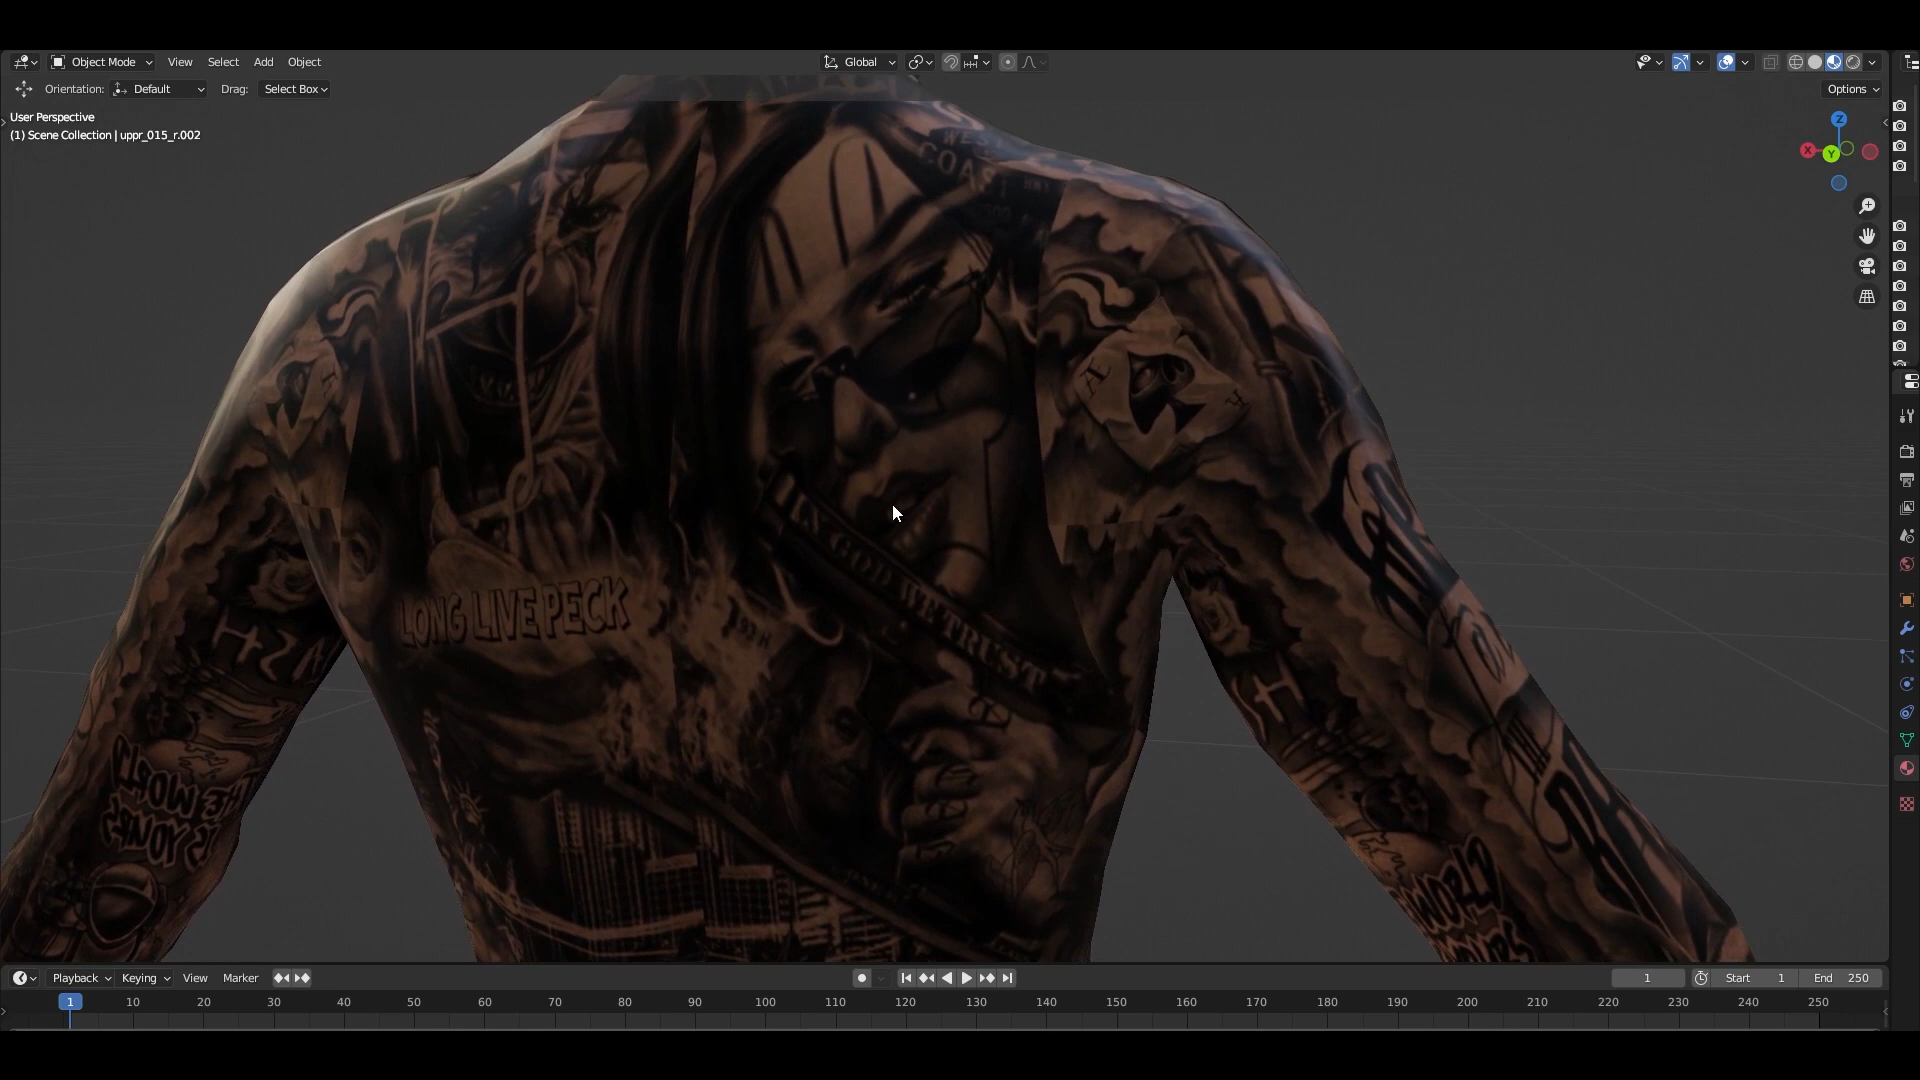 Object Mode View Select Add Object Global
Orientation: Default Drag: Select Box Options
User Perspective
(1) Scene Collection | uppr_015_r.002
Z
X Y
WEST
COAST
IN GOD WE TRUST
LONG LIVE PECK
Playback Keying View Marker 1 Start 1 End 250
1 10 20 30 40 50 60 70 80 90 100 110 120 130 140 150 160 170 180 190 200 210 220 230 240 250